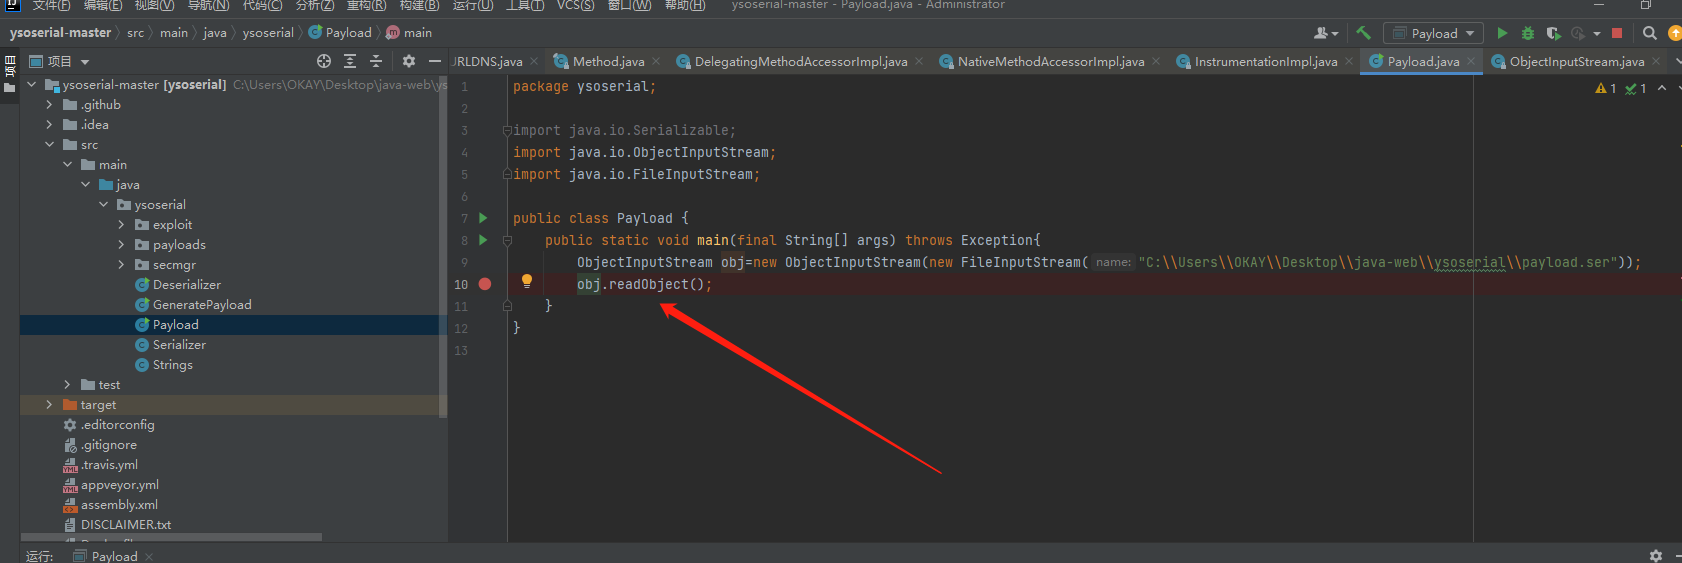 文件(F) 编辑(E) 视图(V) 导航(N) 代码(C) 分析(Z) 重构(R) 构建(B) 运行(U) 工具(T) VCS(S) 窗口(W) 帮助(H) ysoserial-master - Payload.java - Administrator
ysoserial-master src main java ysoserial Payload main
Payload
项目
项目
URLDNS.java Method.java DelegatingMethodAccessorImpl.java NativeMethodAccessorImpl.java InstrumentationImpl.java Payload.java ObjectInputStream.java
ysoserial-master [ysoserial] C:\Users\OKAY\Desktop\java-web\ys
.github
.idea
src
main
java
ysoserial
exploit
payloads
secmgr
Deserializer
GeneratePayload
Payload
Serializer
Strings
test
target
.editorconfig
.gitignore
.travis.yml
appveyor.yml
assembly.xml
DISCLAIMER.txt
1 package ysoserial;
2
3 import java.io.Serializable;
4 import java.io.ObjectInputStream;
5 import java.io.FileInputStream;
6
7 public class Payload {
8 public static void main(final String[] args) throws Exception{
9 ObjectInputStream obj=new ObjectInputStream(new FileInputStream( name: "C:\\Users\\OKAY\\Desktop\\java-web\\ysoserial\\payload.ser"));
10 obj.readObject();
11 }
12 }
13
1 1
运行: Payload